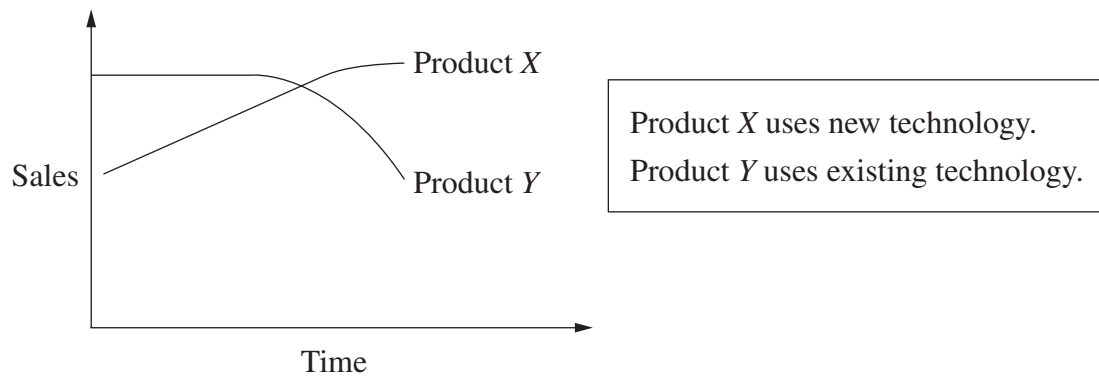 Product X
Product X uses new technology.
Product Y uses existing technology.
Sales
Product Y
Time